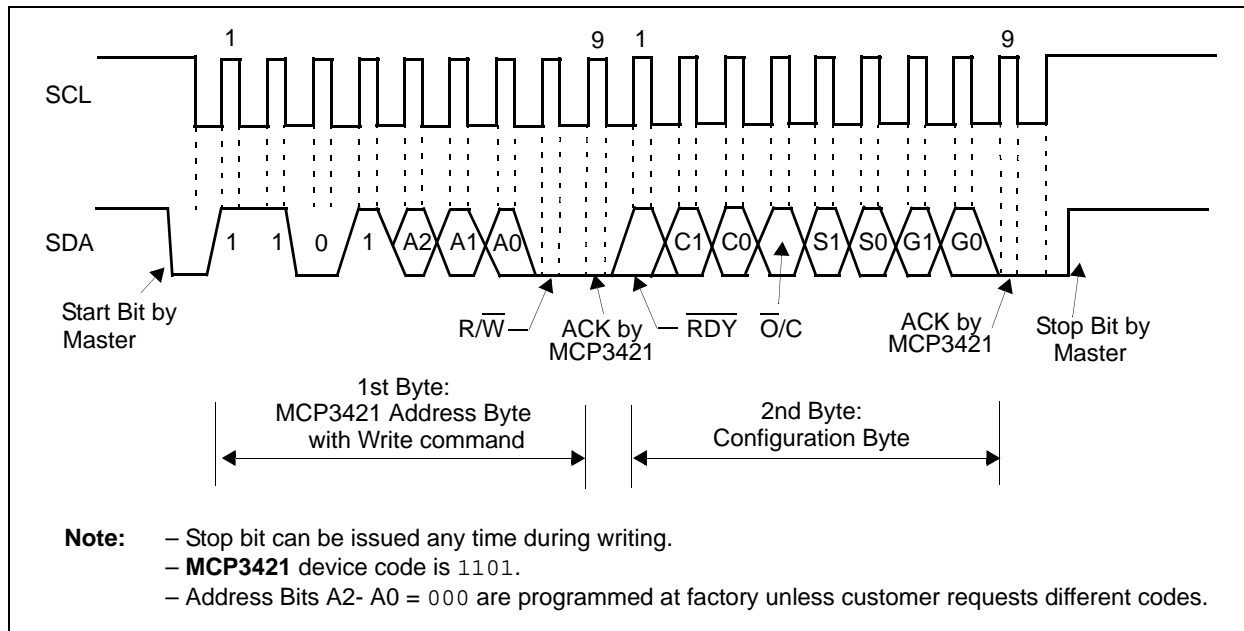 1 9 1 9
SCL
SDA 1 1 0 1 A2 A1 A0 C1 C0 S1 S0 G1 G0
Start Bit by
Master
R/W̅
ACK by
MCP3421
R̅D̅Y̅
O̅/C
ACK by
MCP3421
Stop Bit by
Master
1st Byte:
MCP3421 Address Byte
with Write command
2nd Byte:
Configuration Byte
Note: – Stop bit can be issued any time during writing.
– MCP3421 device code is 1101.
– Address Bits A2- A0 = 000 are programmed at factory unless customer requests different codes.